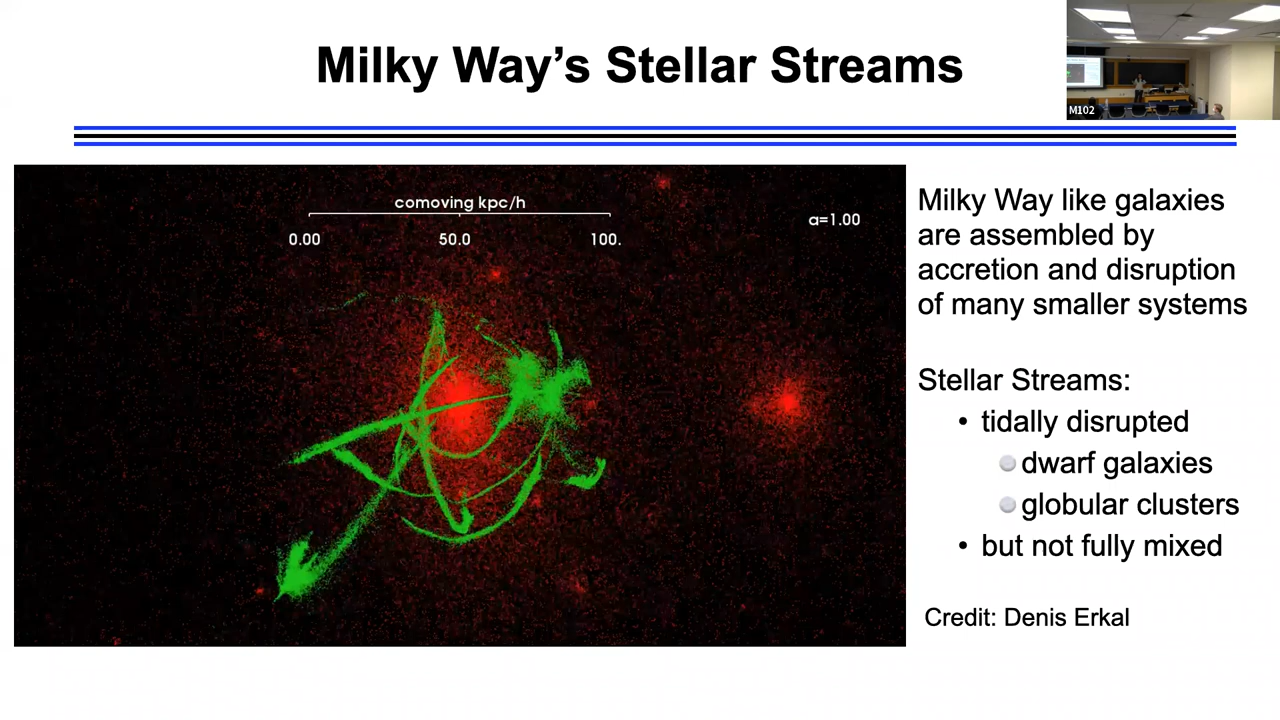 Milky Way's Stellar Streams
M102
comoving kpc/h
0.00 50.0 100.
a=1.00
Milky Way like galaxies
are assembled by
accretion and disruption
of many smaller systems
Stellar Streams:
• tidally disrupted
dwarf galaxies
globular clusters
• but not fully mixed
Credit: Denis Erkal